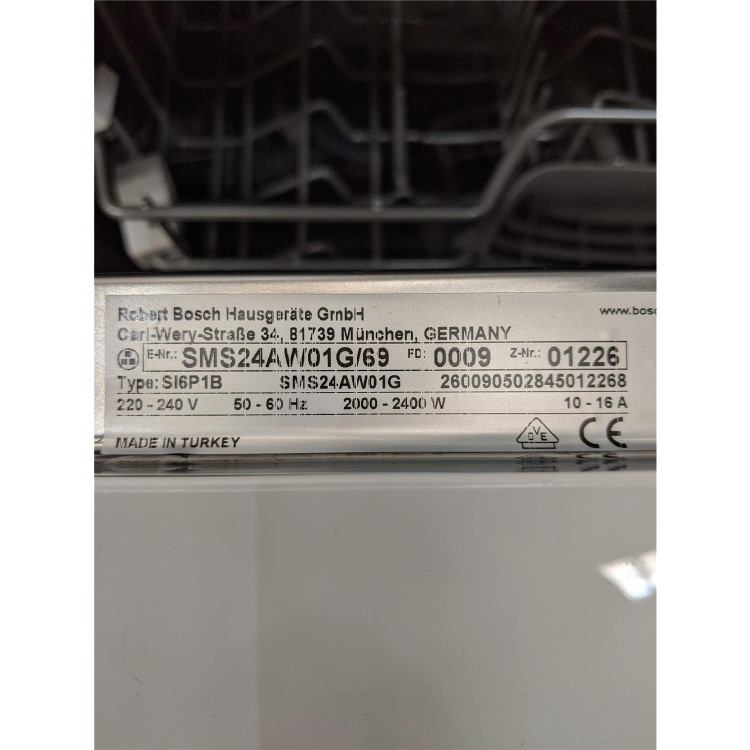 Robert Bosch Hausgeräte GmbH www.bosc
Carl-Wery-Straße 34, 81739 München, GERMANY
E-Nr.: SMS24AW01G/69 FD: 0009 Z-Nr.: 01226
Type: SI6P1B SMS24AW01G 260090502845012268
220 - 240 V 50 - 60 Hz 2000 - 2400 W 10 - 16 A
MADE IN TURKEY OVE CE